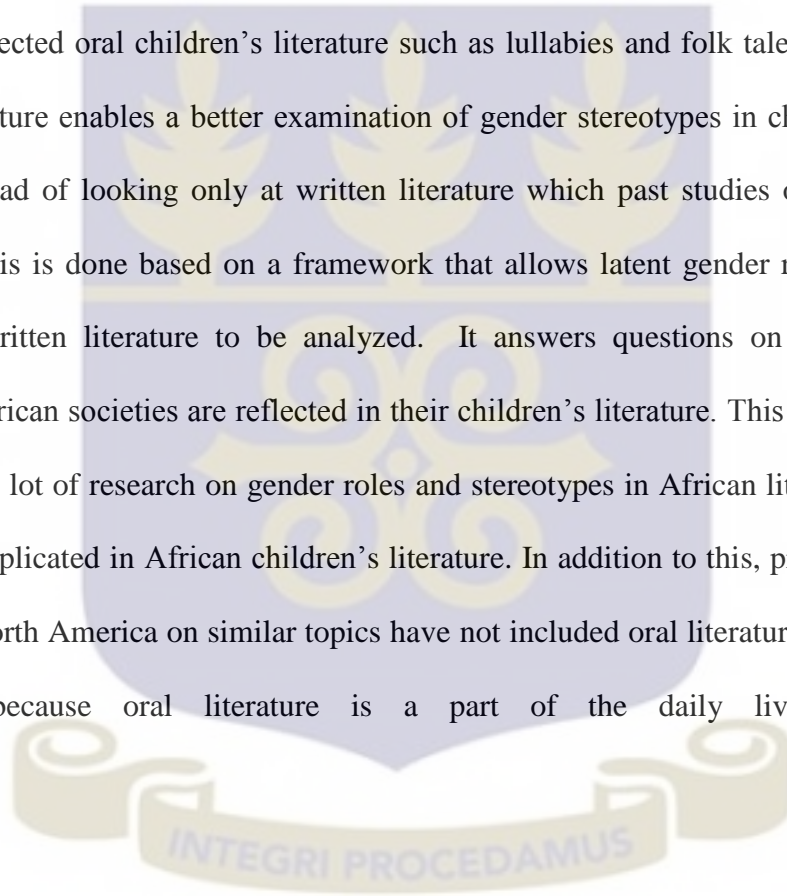 ected oral children’s literature such as lullabies and folk tale
ture enables a better examination of gender stereotypes in c
ad of looking only at written literature which past studies
is is done based on a framework that allows latent gender
ritten literature to be analyzed. It answers questions on
rican societies are reflected in their children’s literature. This
lot of research on gender roles and stereotypes in African lit
plicated in African children’s literature. In addition to this, p
orth America on similar topics have not included oral literatur
because oral literature is a part of the daily liv
INTEGRI PROCEDAMUS